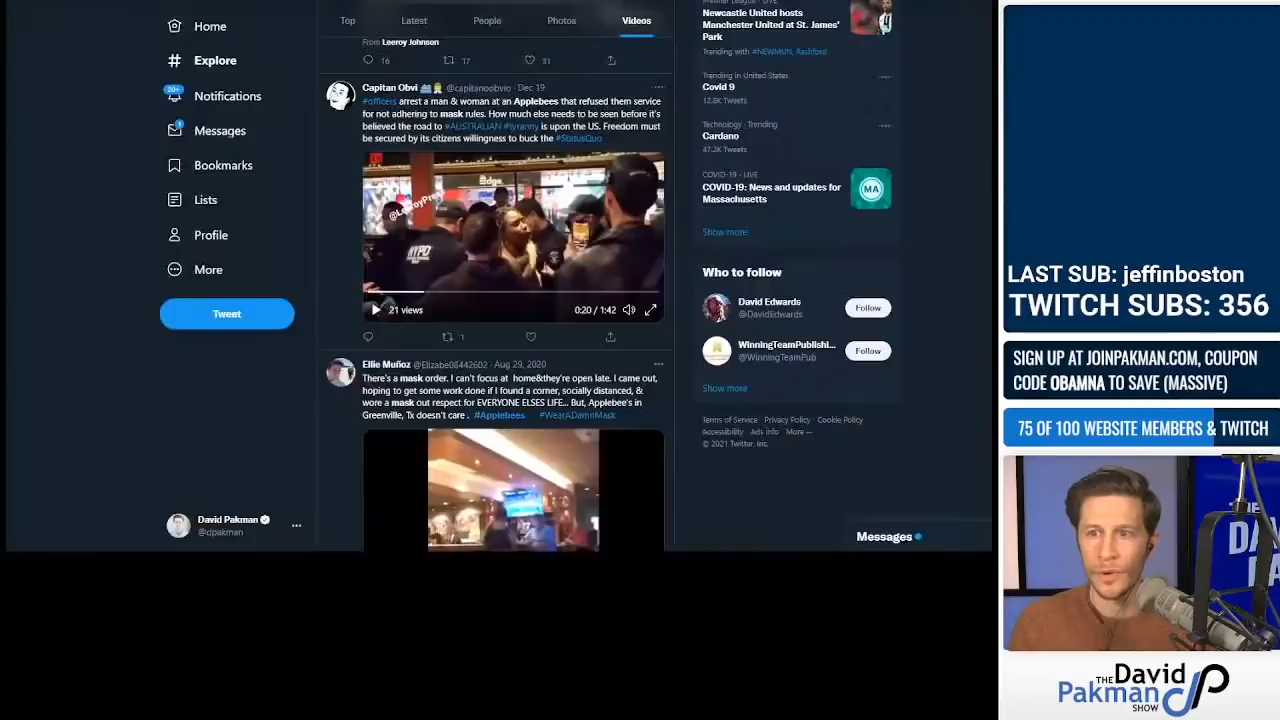 Home
Explore
20+
Notifications
1
Messages
Bookmarks
Lists
Profile
More
Tweet
David Pakman
@dpakman
Top
Latest
People
Photos
Videos
From Leeroy Johnson
16
17
31
Capitan Obvi @capitanoobvio · Dec 19
#officers arrest a man & woman at an Applebees that refused them service
for not adhering to mask rules. How much else needs to be seen before it's
believed the road to #AUSTRALIAN #tyranny is upon the US. Freedom must
be secured by its citizens willingness to buck the #StatusQuo
@LeeroyPress
NYPD
21 views
0:20 / 1:42
1
Ellie Muñoz @Elizabe08442602 · Aug 29, 2020
There's a mask order. I can't focus at home&they're open late. I came out,
hoping to get some work done if I found a corner, socially distanced, &
wore a mask out respect for EVERYONE ELSES LIFE... But, Applebee's in
Greenville, Tx doesn't care . #Applebees #WearADamnMask
Newcastle United hosts
Manchester United at St. James'
Park
Trending with #NEWMUN, Rashford
Trending in United States
Covid 9
12.8K Tweets
Technology · Trending
Cardano
47.2K Tweets
COVID-19 · LIVE
COVID-19: News and updates for
Massachusetts
MA
Show more
Who to follow
David Edwards
@DavidEdwards
Follow
WinningTeamPublishi...
@WinningTeamPub
Follow
Show more
Terms of Service Privacy Policy Cookie Policy
Accessibility Ads info More ···
© 2021 Twitter, Inc.
Messages
LAST SUB: jeffinboston
TWITCH SUBS: 356
SIGN UP AT JOINPAKMAN.COM, COUPON
CODE OBAMNA TO SAVE (MASSIVE)
75 OF 100 WEBSITE MEMBERS & TWITCH
THE David
Pakman
SHOW